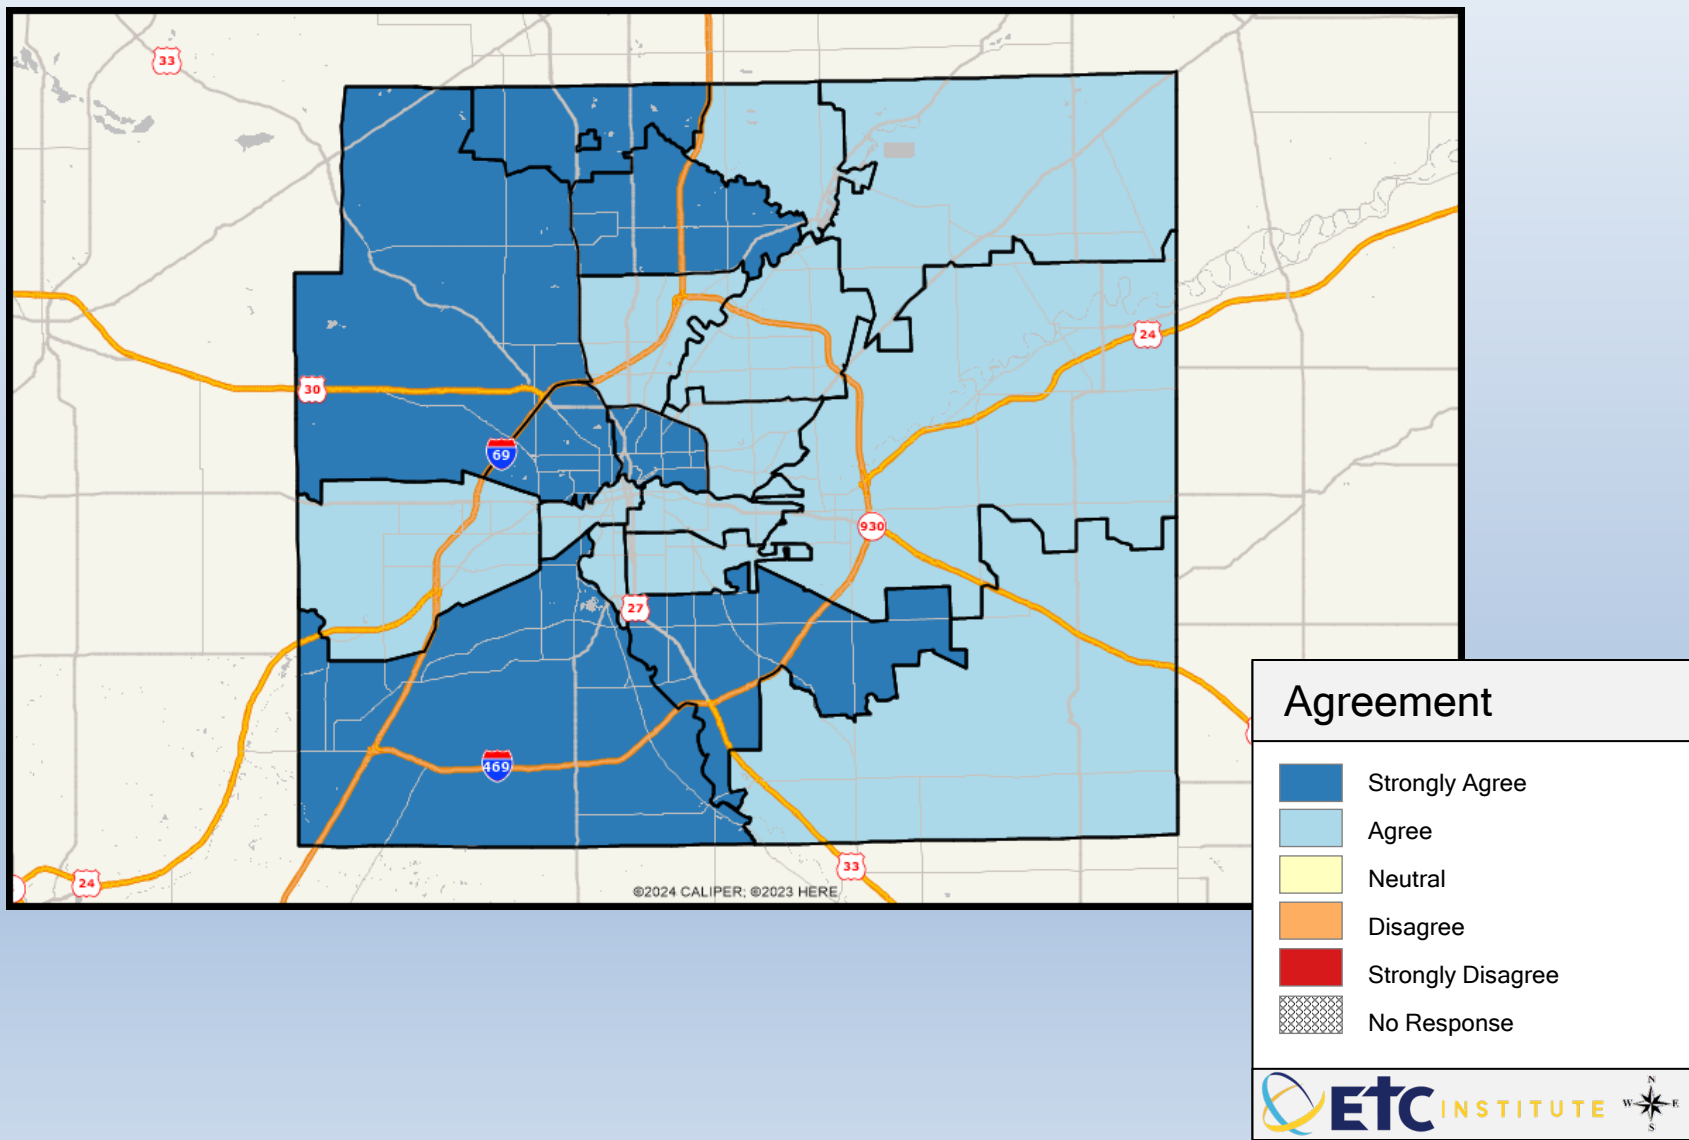 33
30
69
24
930
27
469
33
24
©2024 CALIPER; ©2023 HERE
Agreement
Strongly Agree
Agree
Neutral
Disagree
Strongly Disagree
No Response
ETC INSTITUTE
N
W E
S